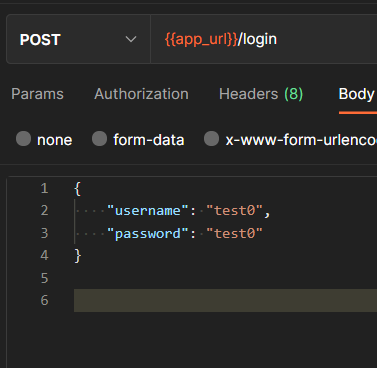 POST {{app_url}}/login
Params Authorization Headers (8) Body
none form-data x-www-form-urlenco
1 {
2 "username": "test0",
3 "password": "test0"
4 }
5
6